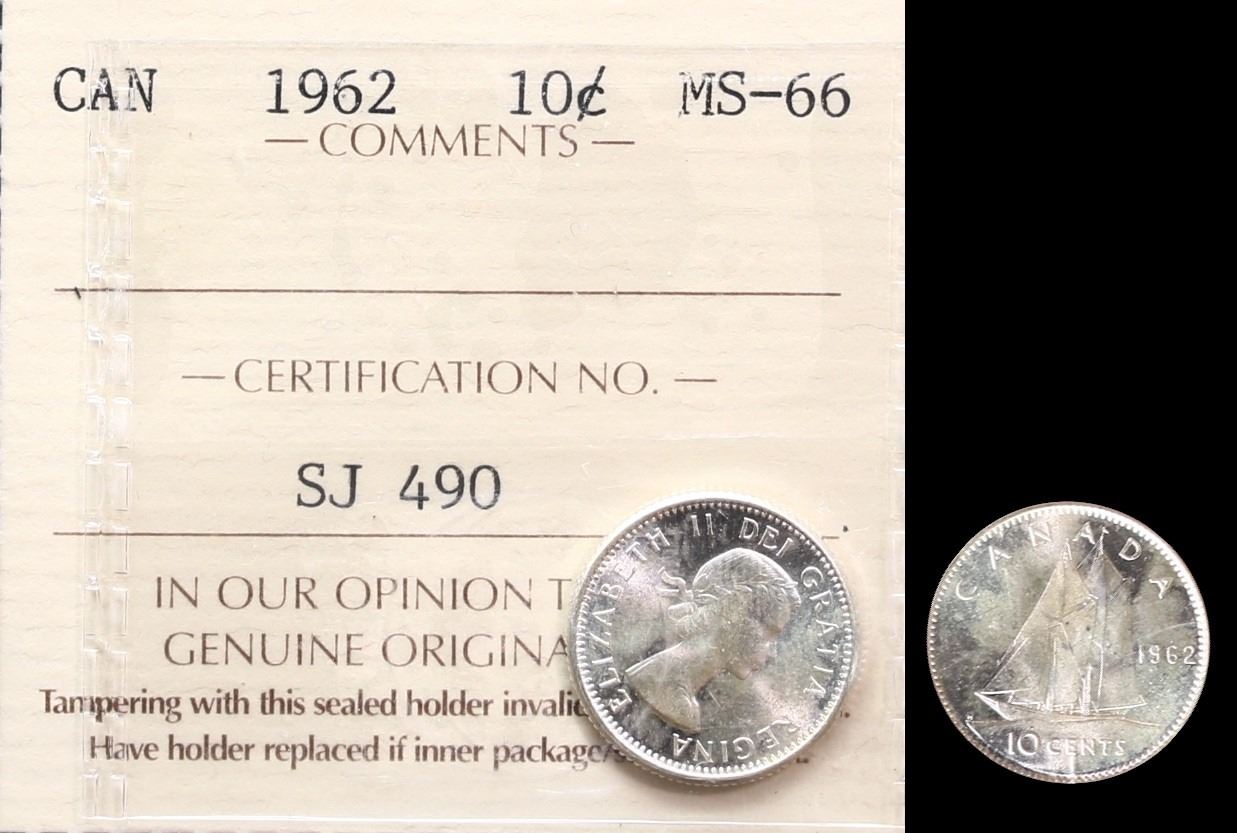 CAN 1962 10¢ MS-66
— COMMENTS —
— CERTIFICATION NO. —
SJ 490
IN OUR OPINION T
GENUINE ORIGINA
Tampering with this sealed holder invalid
Have holder replaced if inner package/s
ELIZABETH II DEI GRATIA REGINA
CANADA
1962
10 CENTS